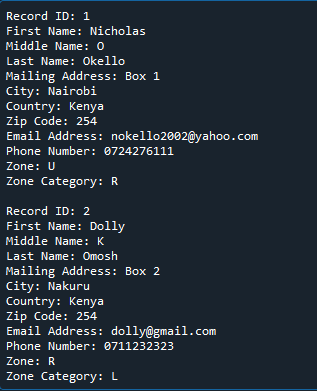 Record ID: 1
First Name: Nicholas
Middle Name: O
Last Name: Okello
Mailing Address: Box 1
City: Nairobi
Country: Kenya
Zip Code: 254
Email Address: nokello2002@yahoo.com
Phone Number: 0724276111
Zone: U
Zone Category: R

Record ID: 2
First Name: Dolly
Middle Name: K
Last Name: Omosh
Mailing Address: Box 2
City: Nakuru
Country: Kenya
Zip Code: 254
Email Address: dolly@gmail.com
Phone Number: 0711232323
Zone: R
Zone Category: L